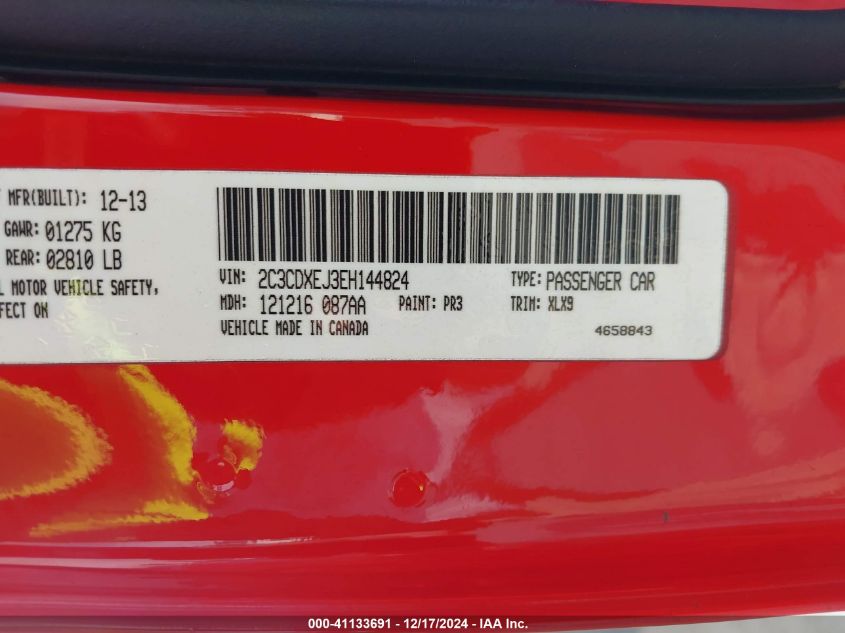 MFR(BUILT): 12-13
GAWR: 01275 KG
REAR: 02810 LB
MOTOR VEHICLE SAFETY,
ON
VIN: 2C3CDXEJ3EH144824 TYPE: PASSENGER CAR
MDH: 121216 087AA PAINT: PR3 TRIM: XLX9
VEHICLE MADE IN CANADA 4658843
000-41133691 - 12/17/2024 - IAA Inc.